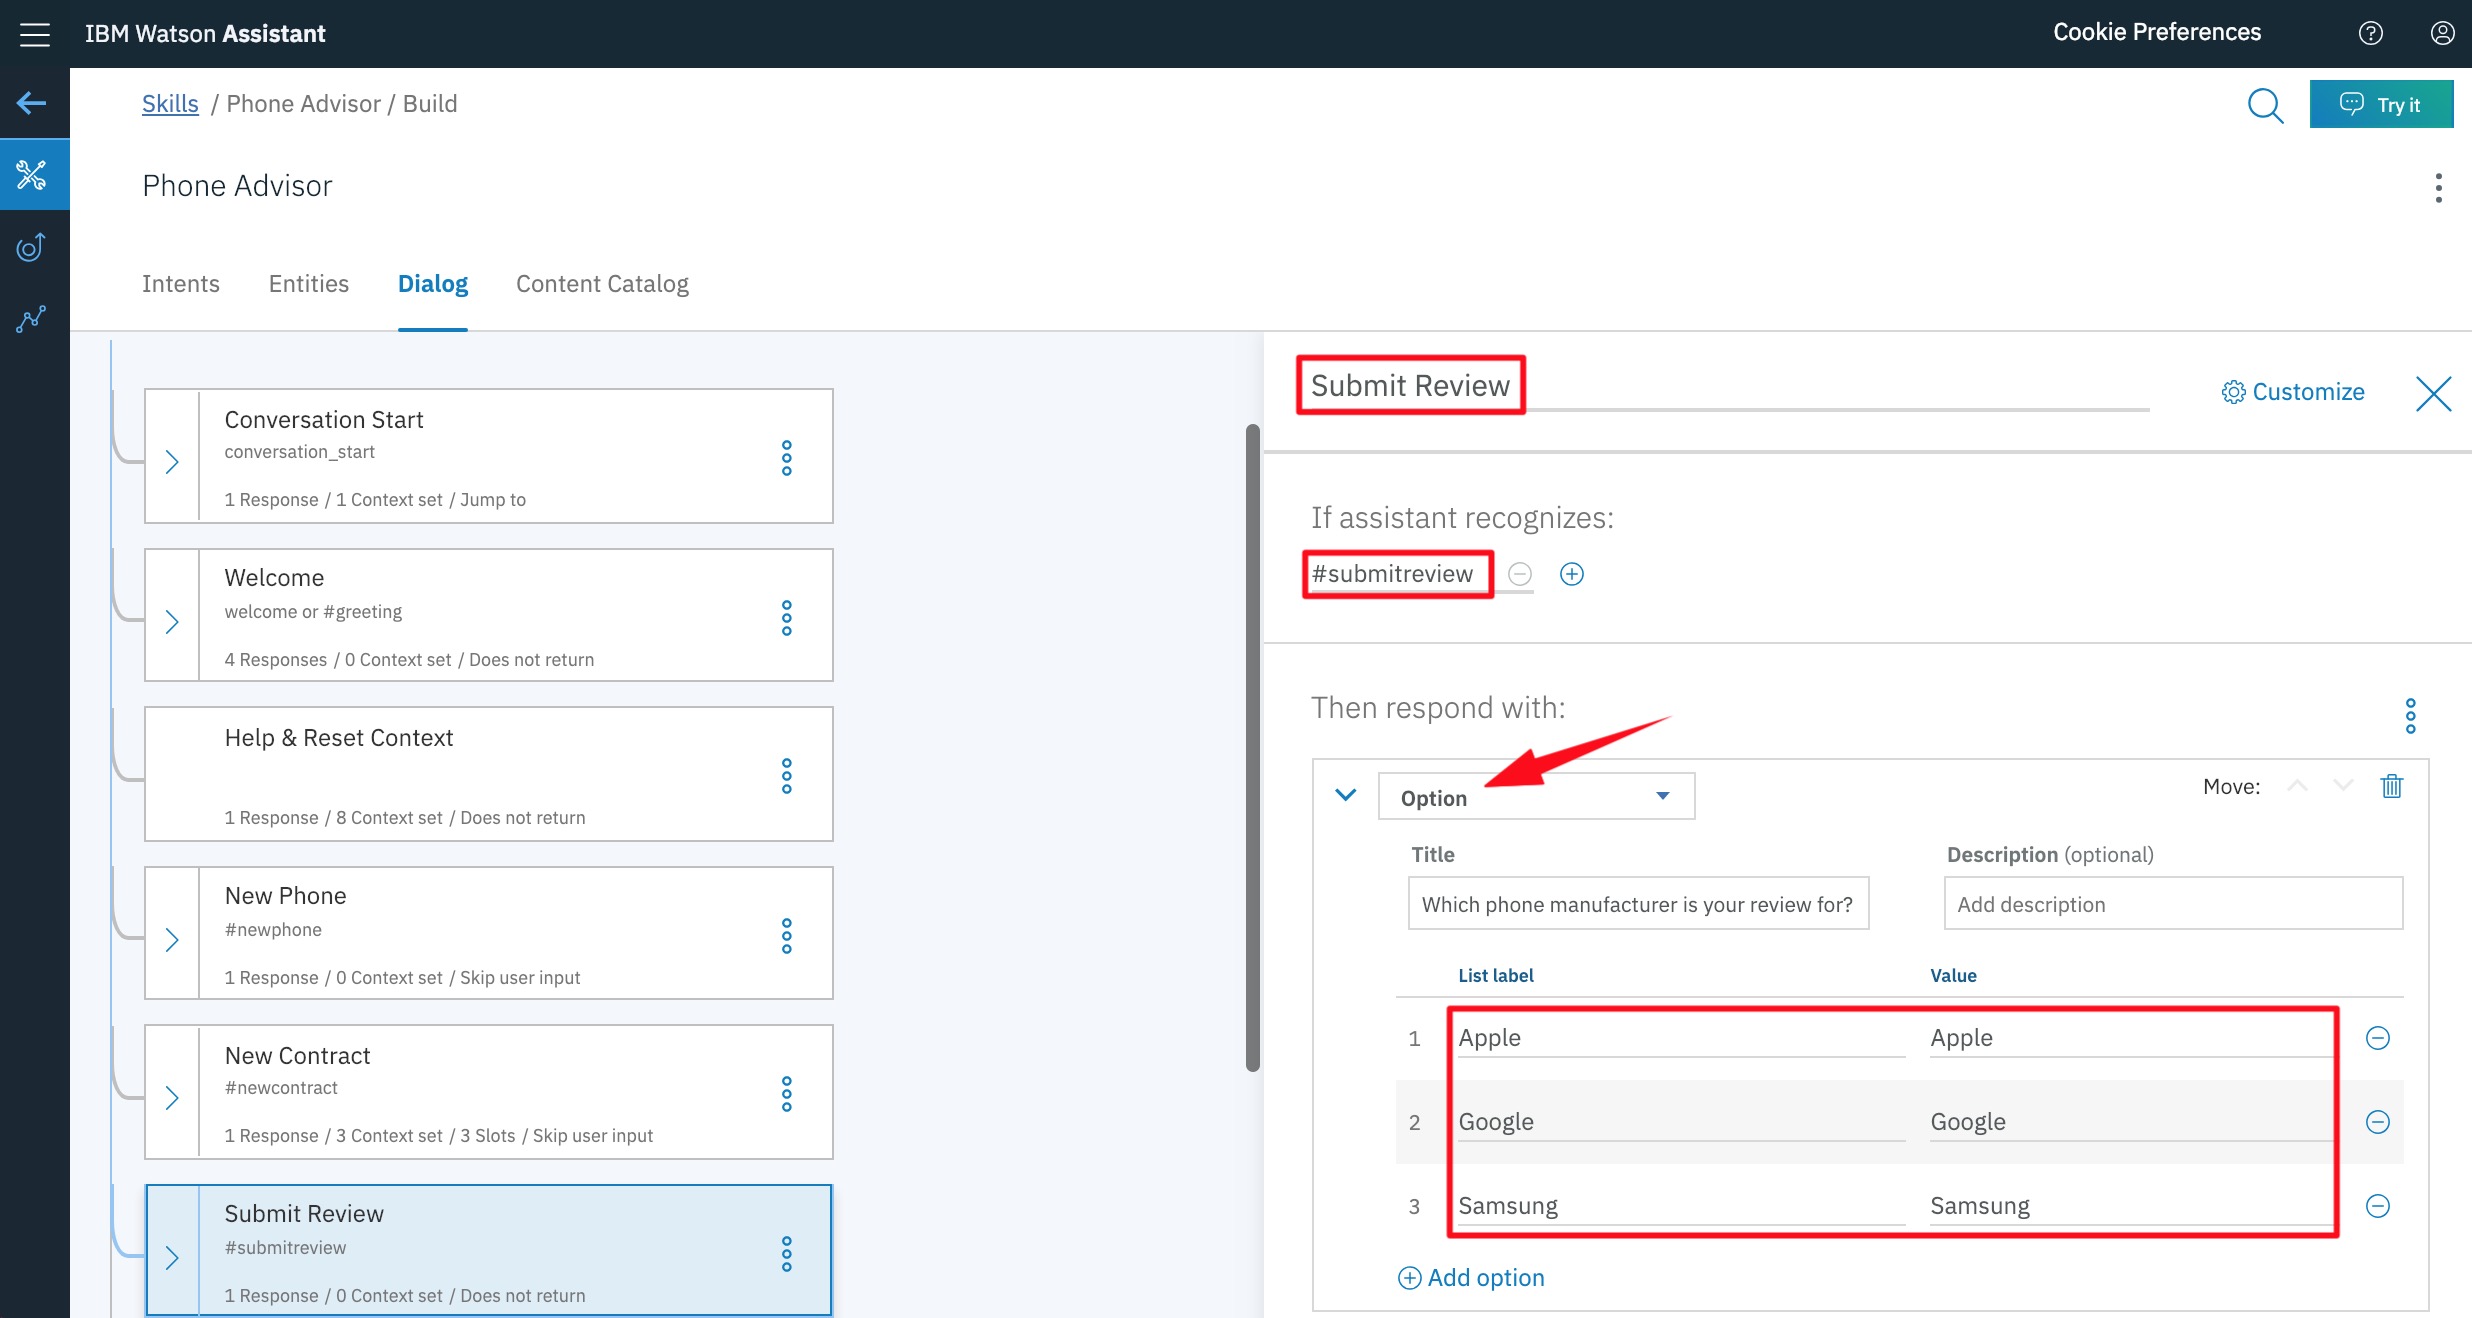 IBM Watson Assistant
Cookie Preferences
Skills / Phone Advisor / Build
Try it
Phone Advisor
Intents Entities Dialog Content Catalog
Conversation Start
conversation_start
1 Response / 1 Context set / Jump to
Welcome
welcome or #greeting
4 Responses / 0 Context set / Does not return
Help & Reset Context
1 Response / 8 Context set / Does not return
New Phone
#newphone
1 Response / 0 Context set / Skip user input
New Contract
#newcontract
1 Response / 3 Context set / 3 Slots / Skip user input
Submit Review
#submitreview
1 Response / 0 Context set / Does not return
Submit Review
Customize
If assistant recognizes:
#submitreview
Then respond with:
Option
Move:
Title
Description (optional)
Which phone manufacturer is your review for?
Add description
List label Value
1 Apple Apple
2 Google Google
3 Samsung Samsung
Add option